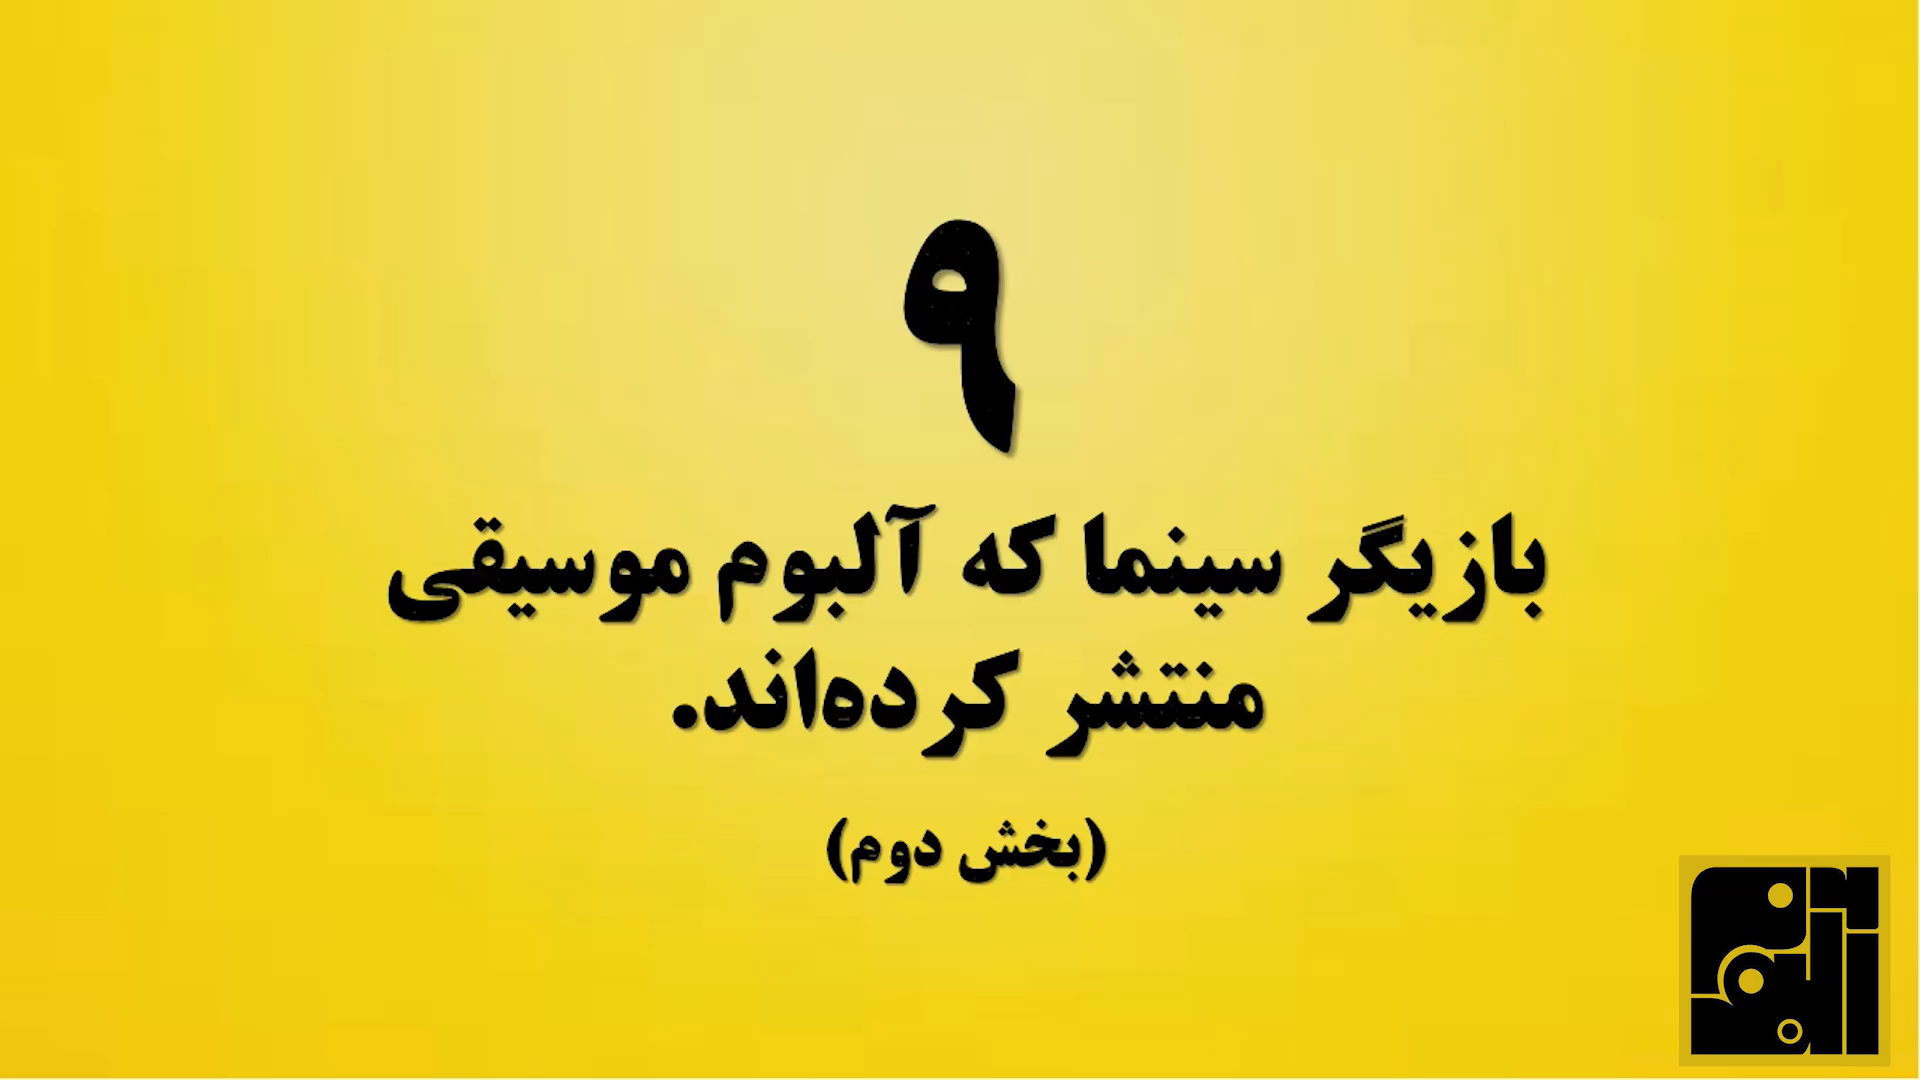 ۹
بازیگر سینما که آلبوم موسیقی
منتشر کرده‌اند.
(بخش دوم)